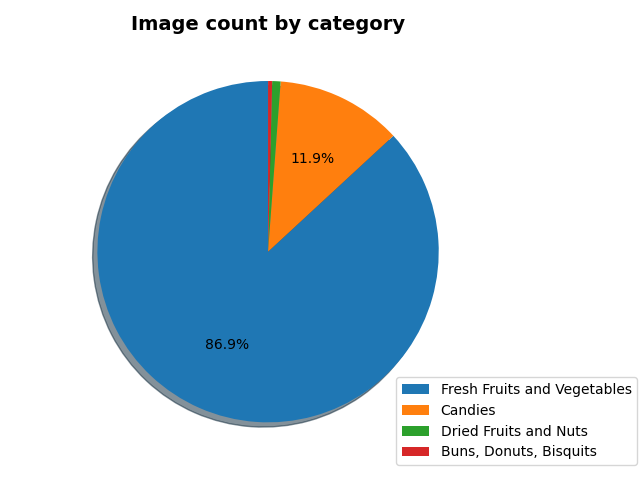 Image count by category
11.9%
86.9%
Fresh Fruits and Vegetables
Candies
Dried Fruits and Nuts
Buns, Donuts, Bisquits